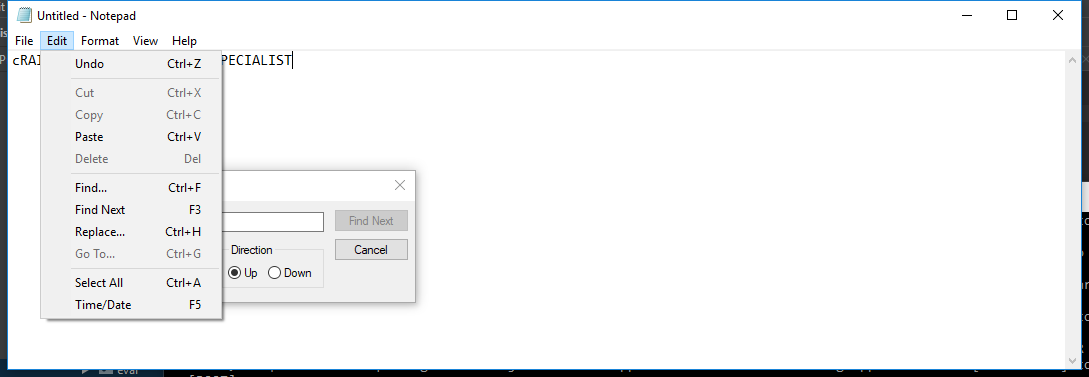 Untitled - Notepad
File Edit Format View Help
cRAI PECIALIST
Undo Ctrl+Z
Cut Ctrl+X
Copy Ctrl+C
Paste Ctrl+V
Delete Del
Find... Ctrl+F
Find Next F3
Replace... Ctrl+H
Go To... Ctrl+G
Select All Ctrl+A
Time/Date F5
Find Next
Cancel
Direction
Up Down
eval